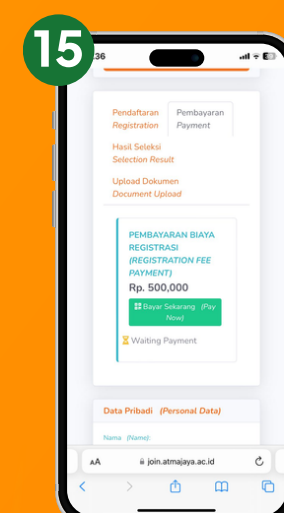 15
:36
Pendaftaran
Registration
Pembayaran
Payment
Hasil Seleksi
Selection Result
Upload Dokumen
Document Upload
PEMBAYARAN BIAYA
REGISTRASI
(REGISTRATION FEE
PAYMENT)
Rp. 500,000
Bayar Sekarang (Pay
Now)
Waiting Payment
Data Pribadi (Personal Data)
Nama (Name):
AA
join.atmajaya.ac.id